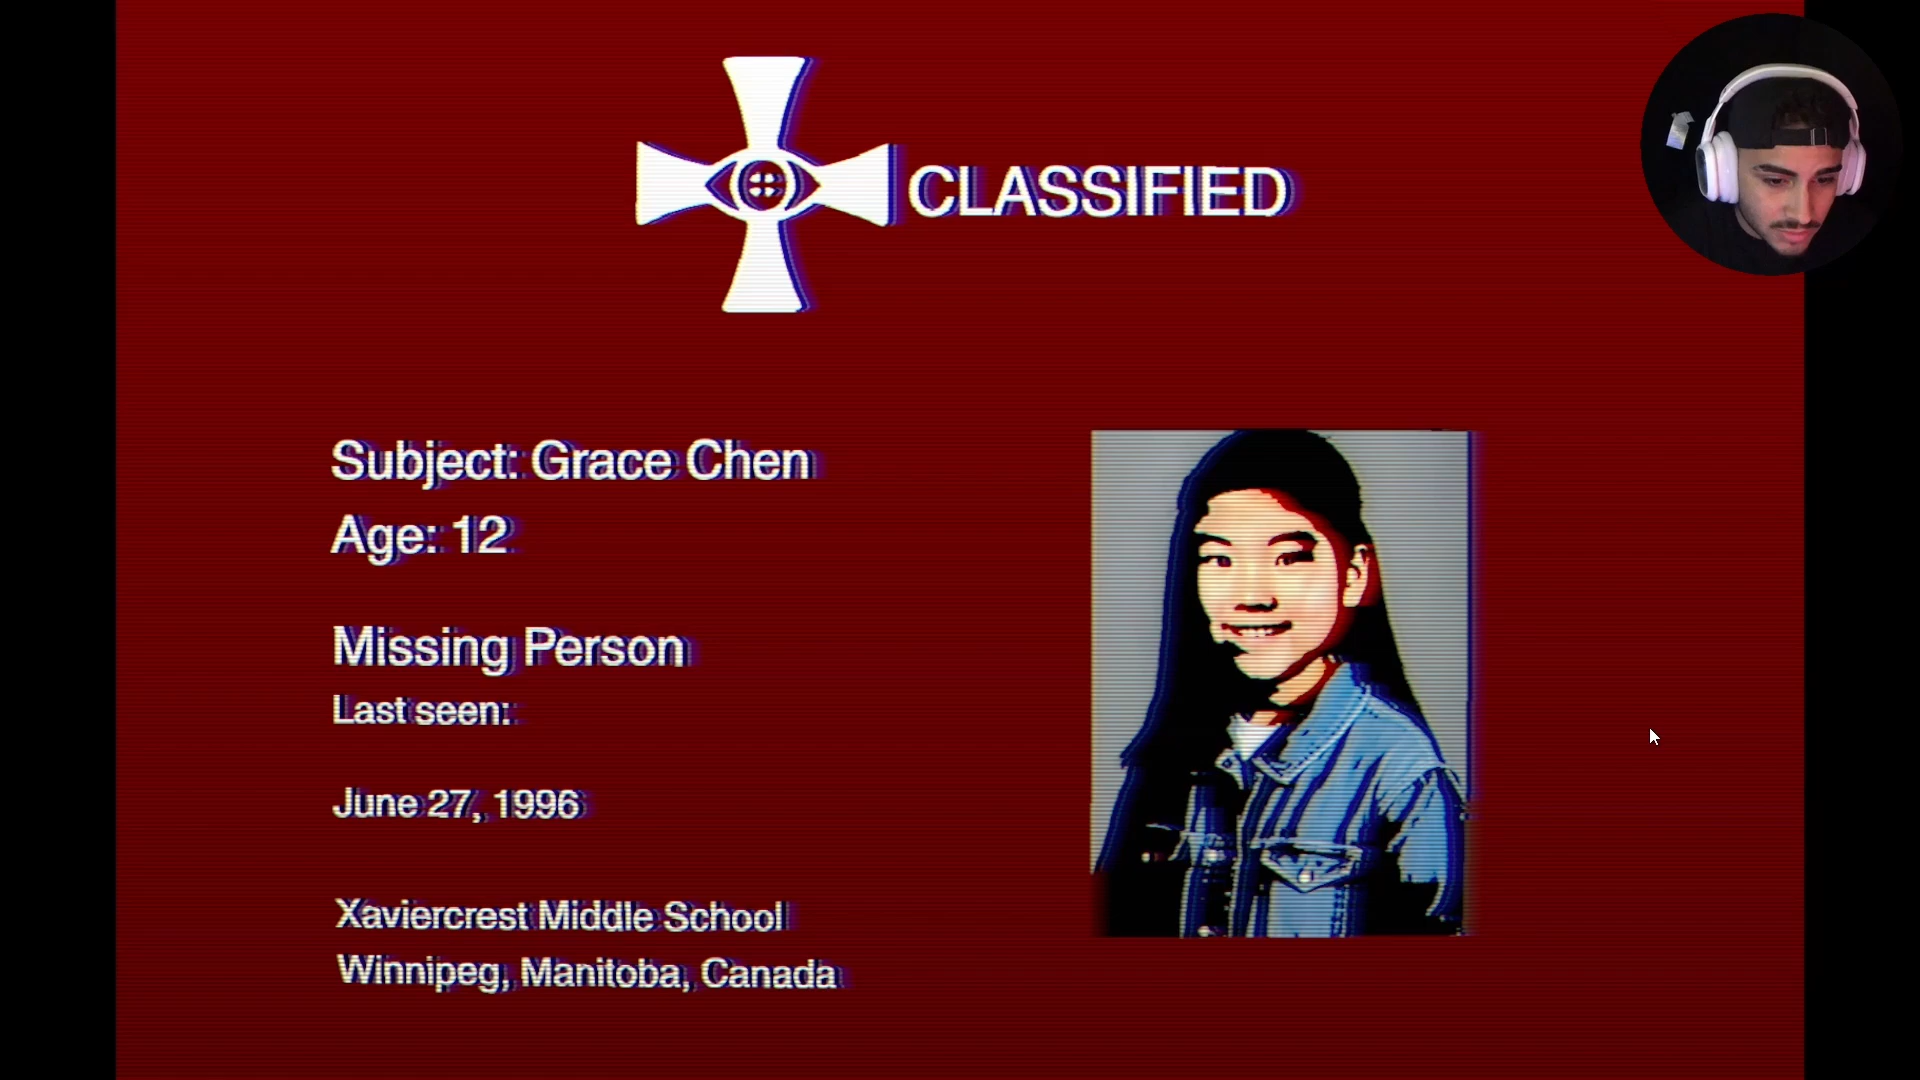 CLASSIFIED
Subject: Grace Chen
Age: 12
Missing Person
Last seen:
June 27, 1996
Xaviercrest Middle School
Winnipeg, Manitoba, Canada